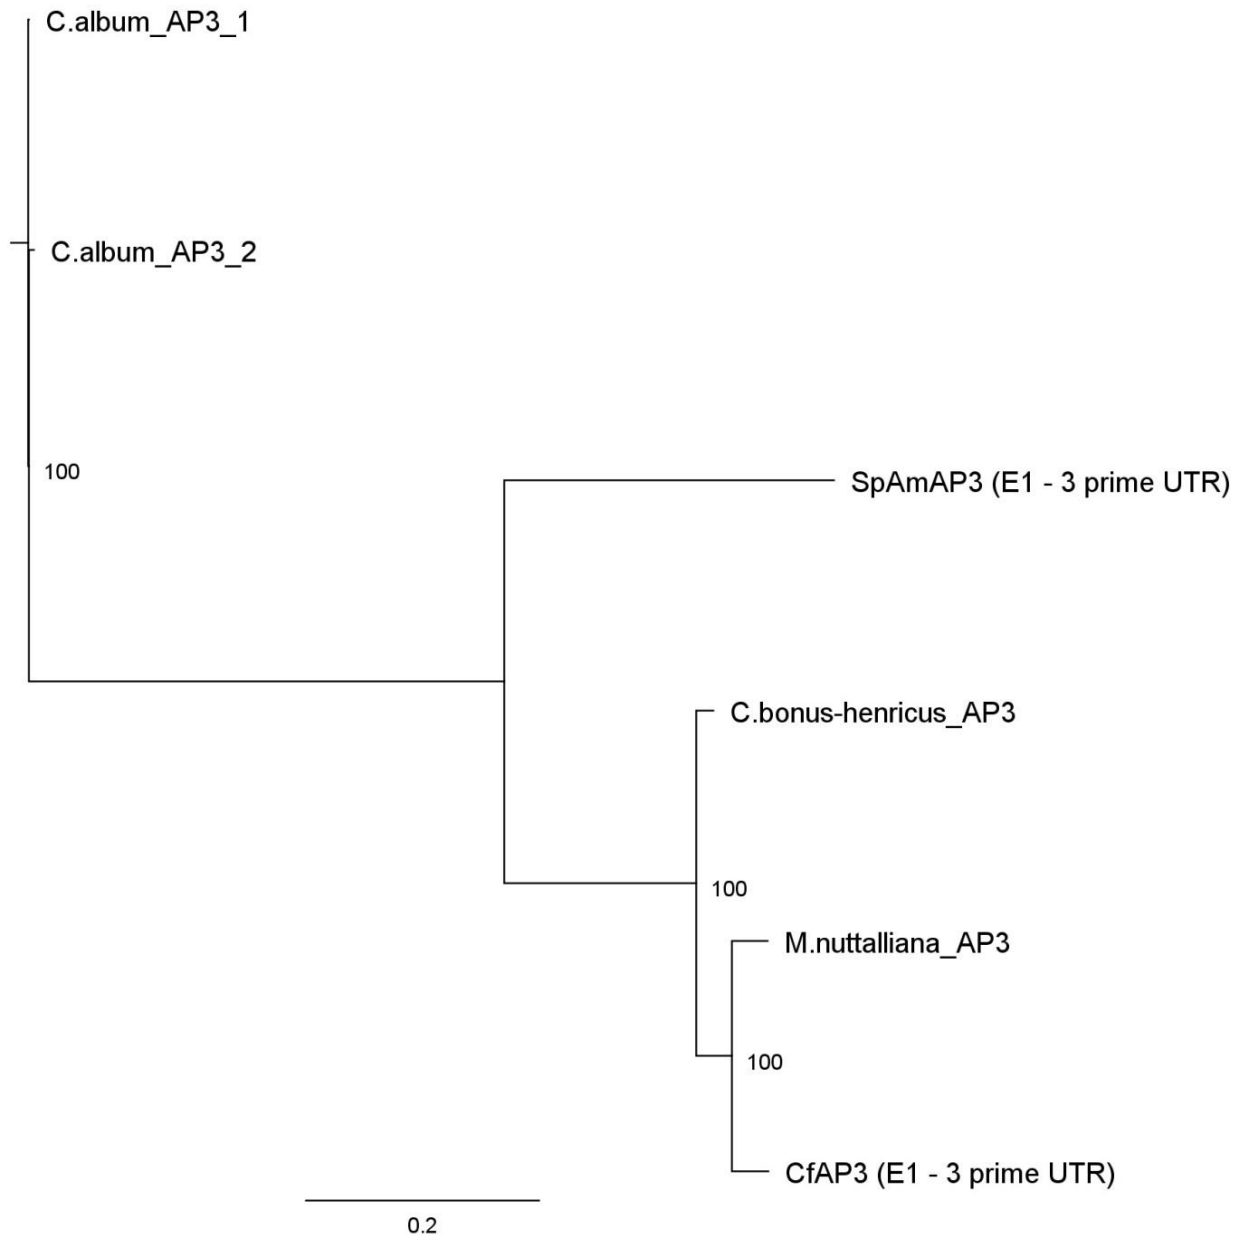 C.album_AP3_1
C.album_AP3_2
100
SpAmAP3 (E1 - 3 prime UTR)
C.bonus-henricus_AP3
100
M.nuttalliana_AP3
100
CfAP3 (E1 - 3 prime UTR)
0.2